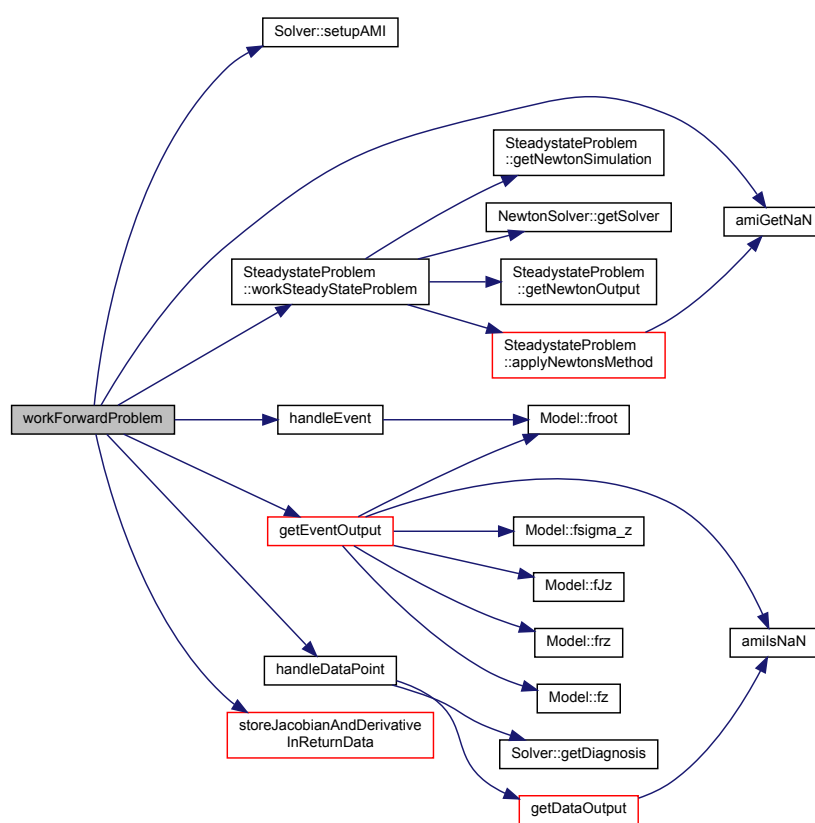 Solver::setupAMI
SteadystateProblem
::getNewtonSimulation
NewtonSolver::getSolver
amiGetNaN
SteadystateProblem
::workSteadyStateProblem
SteadystateProblem
::getNewtonOutput
SteadystateProblem
::applyNewtonsMethod
workForwardProblem
handleEvent
Model::froot
getEventOutput
Model::fsigma_z
Model::fJz
Model::frz
amiIsNaN
handleDataPoint
Model::fz
storeJacobianAndDerivative
InReturnData
Solver::getDiagnosis
getDataOutput